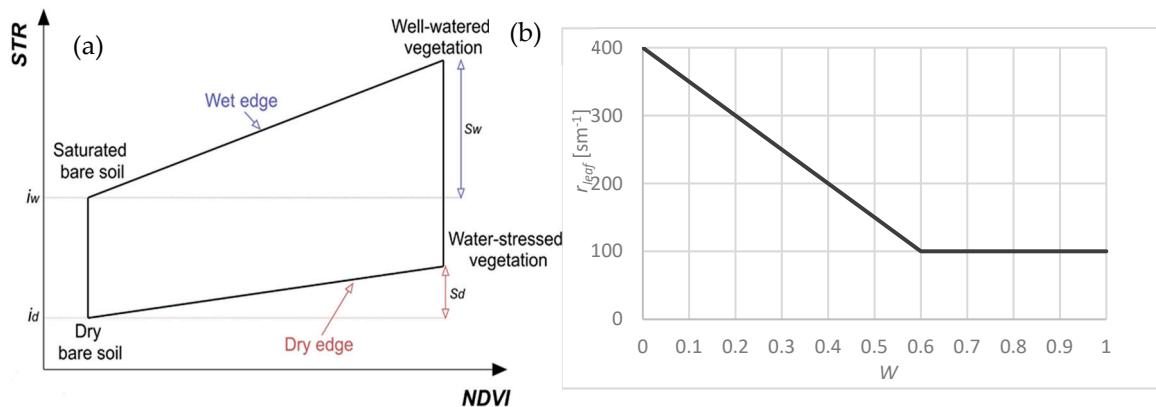 (a)
STR
Well-watered
vegetation
Wet edge
Sw
Saturated
bare soil
iw
Water-stressed
vegetation
Sd
id
Dry
bare soil
Dry edge
NDVI
(b)
400
300
200
100
0
rleaf [sm-1]
0 0.1 0.2 0.3 0.4 0.5 0.6 0.7 0.8 0.9 1
W